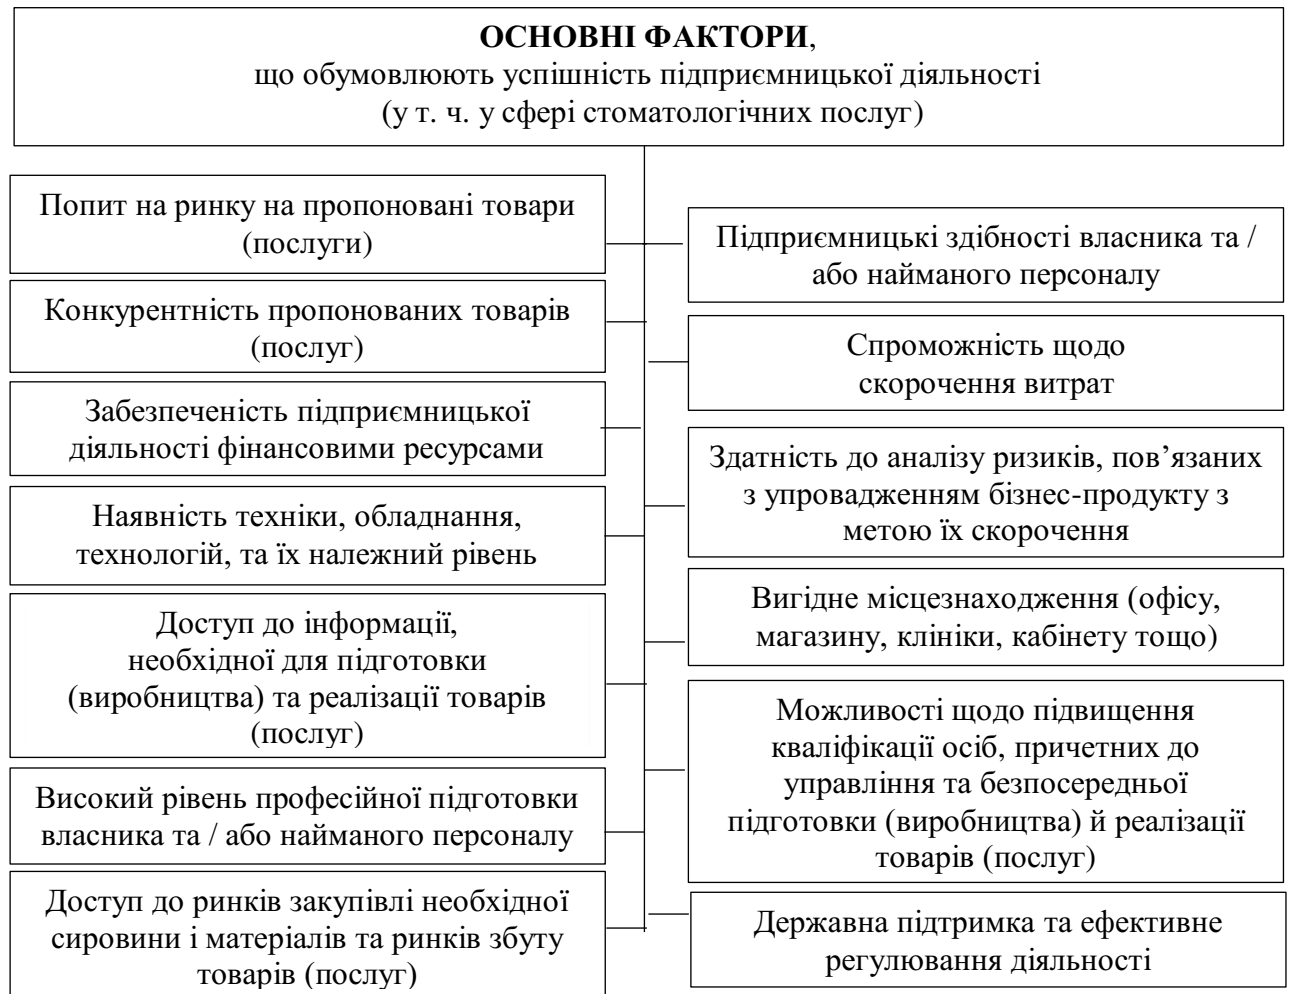 ОСНОВНІ ФАКТОРИ,
що обумовлюють успішність підприємницької діяльності
(у т. ч. у сфері стоматологічних послуг)
Попит на ринку на пропоновані товари
(послуги)
Конкурентність пропонованих товарів
(послуг)
Забезпеченість підприємницької
діяльності фінансовими ресурсами
Наявність техніки, обладнання,
технологій, та їх належний рівень
Доступ до інформації,
необхідної для підготовки
(виробництва) та реалізації товарів
(послуг)
Високий рівень професійної підготовки
власника та / або найманого персоналу
Доступ до ринків закупівлі необхідної
сировини і матеріалів та ринків збуту
товарів (послуг)
Підприємницькі здібності власника та /
або найманого персоналу
Спроможність щодо
скорочення витрат
Здатність до аналізу ризиків, пов’язаних
з упровадженням бізнес-продукту з
метою їх скорочення
Вигідне місцезнаходження (офісу,
магазину, клініки, кабінету тощо)
Можливості щодо підвищення
кваліфікації осіб, причетних до
управління та безпосередньої
підготовки (виробництва) й реалізації
товарів (послуг)
Державна підтримка та ефективне
регулювання діяльності